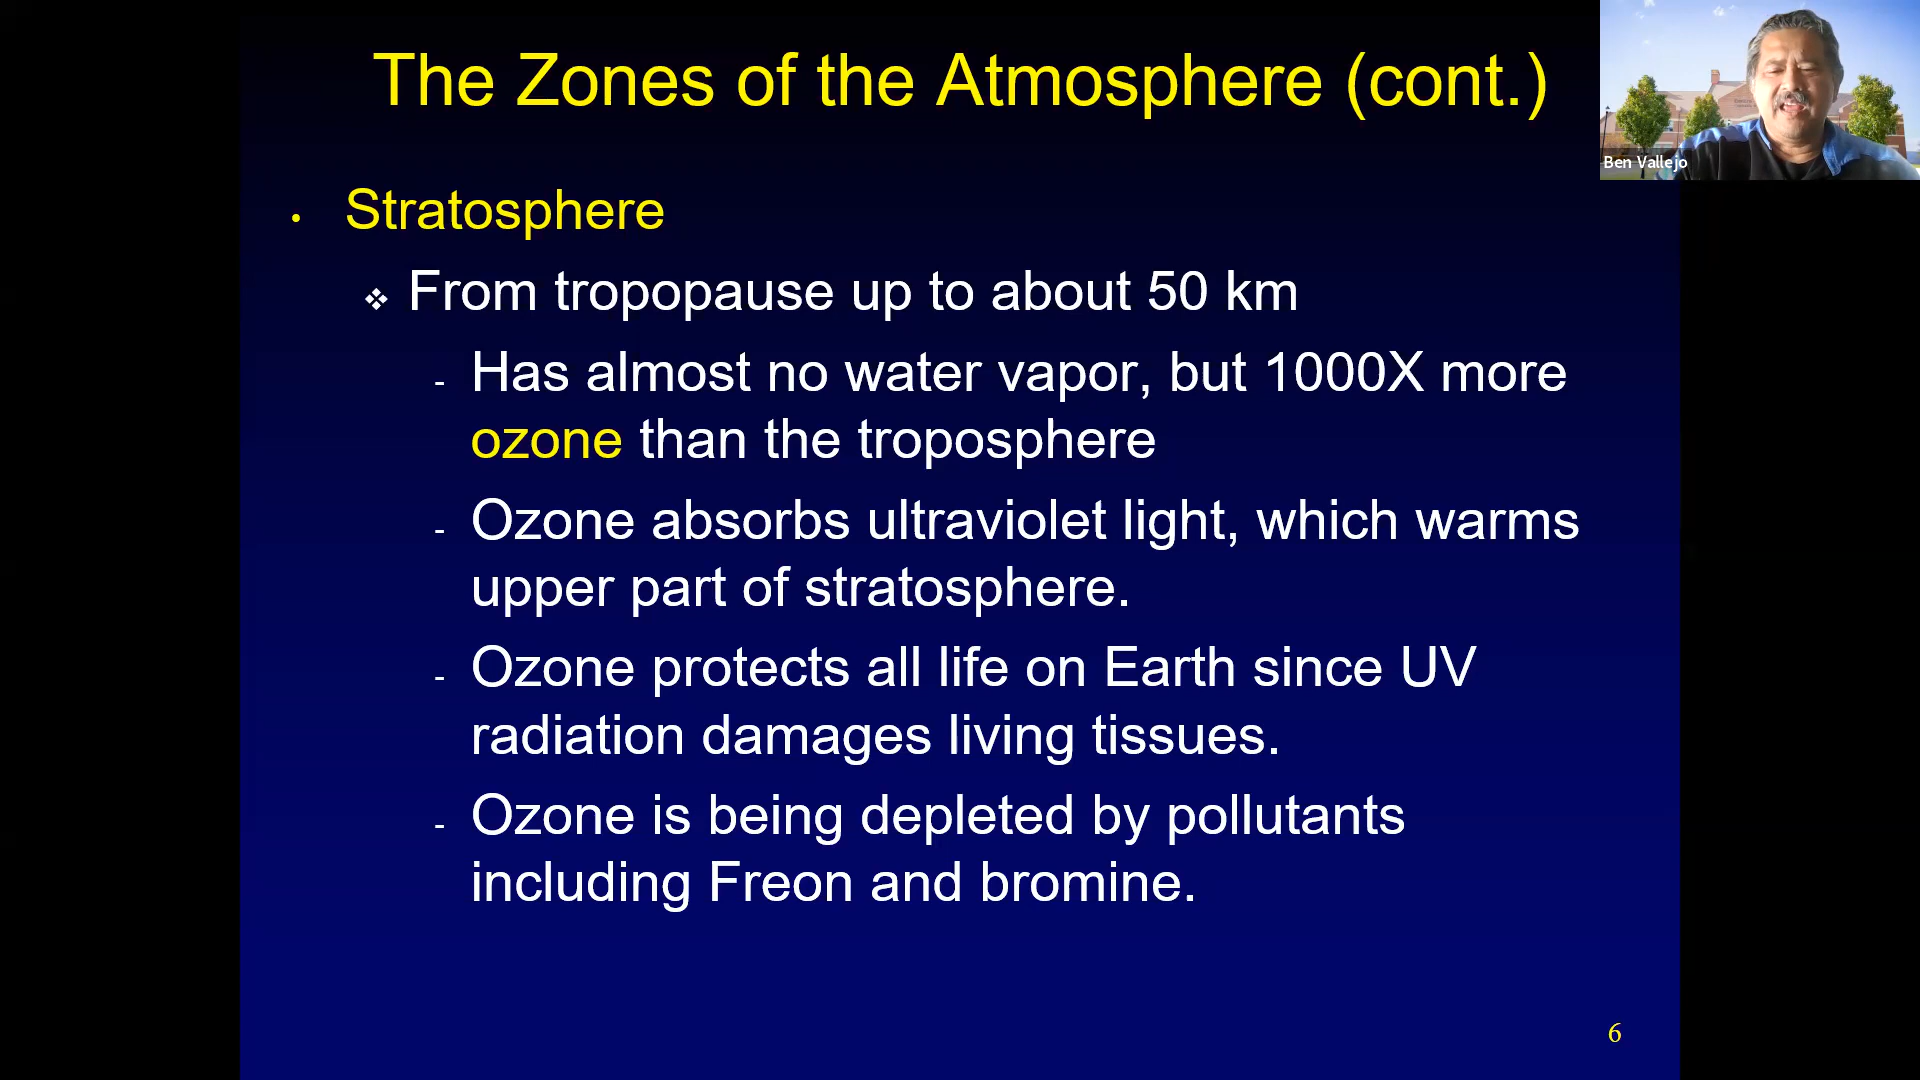 The Zones of the Atmosphere (cont.)
Ben Vallejo
• Stratosphere
❖ From tropopause up to about 50 km
- Has almost no water vapor, but 1000X more
ozone than the troposphere
- Ozone absorbs ultraviolet light, which warms
upper part of stratosphere.
- Ozone protects all life on Earth since UV
radiation damages living tissues.
- Ozone is being depleted by pollutants
including Freon and bromine.
6